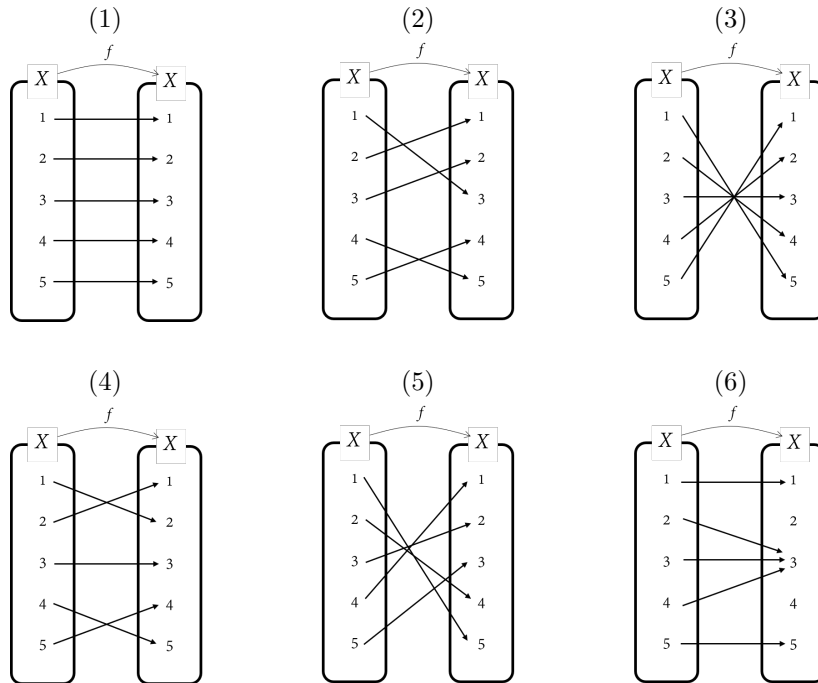 (1) (2) (3)
f f f
X X X X X X
1 1 1 1 1 1
2 2 2 2 2 2
3 3 3 3 3 3
4 4 4 4 4 4
5 5 5 5 5 5
(4) (5) (6)
f f f
X X X X X X
1 1 1 1 1 1
2 2 2 2 2 2
3 3 3 3 3 3
4 4 4 4 4 4
5 5 5 5 5 5